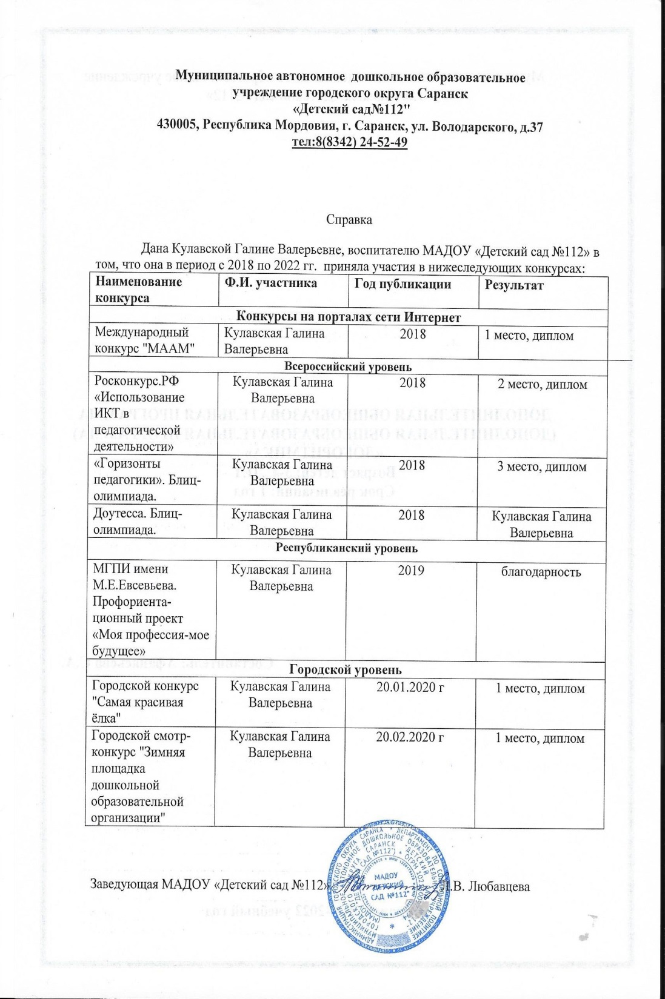 Муниципальное автономное  дошкольное образовательное
учреждение городского округа Саранск
«Детский сад№112"
430005, Республика Мордовия, г. Саранск, ул. Володарского, д.37
тел:8(8342) 24-52-49
Справка
Дана Кулавской Галине Валерьевне, воспитателю МАДОУ «Детский сад №112» в
том, что она в период с 2018 по 2022 гг.  приняла участия в нижеследующих конкурсах:
Наименование конкурса | Ф.И. участника | Год публикации | Результат
Конкурсы на порталах сети Интернет
Международный конкурс "МААМ" | Кулавская Галина Валерьевна | 2018 | 1 место, диплом
Всероссийский уровень
Росконкурс.РФ «Использование ИКТ в педагогической деятельности» | Кулавская Галина Валерьевна | 2018 | 2 место, диплом
«Горизонты педагогики». Блиц-олимпиада. | Кулавская Галина Валерьевна | 2018 | 3 место, диплом
Доутесса. Блиц-олимпиада. | Кулавская Галина Валерьевна | 2018 | Кулавская Галина Валерьевна
Республиканский уровень
МГПИ имени М.Е.Евсевьева. Профориента-ционный проект «Моя профессия-мое будущее» | Кулавская Галина Валерьевна | 2019 | благодарность
Городской уровень
Городской конкурс "Самая красивая ёлка" | Кулавская Галина Валерьевна | 20.01.2020 г | 1 место, диплом
Городской смотр-конкурс "Зимняя площадка дошкольной образовательной организации" | Кулавская Галина Валерьевна | 20.02.2020 г | 1 место, диплом
Заведующая МАДОУ «Детский сад №112» Л.В. Любавцева
МАДОУ
ДЕТСКИЙ
САД №112"